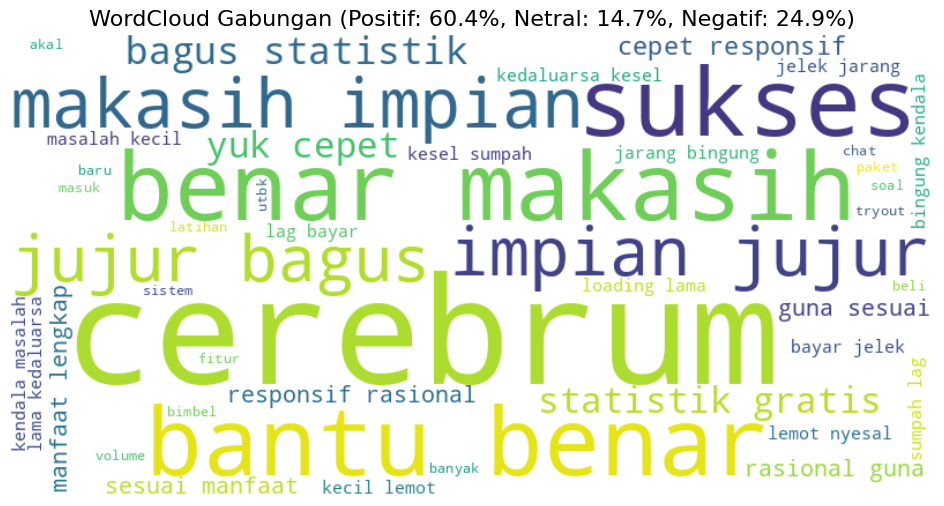 WordCloud Gabungan (Positif: 60.4%, Netral: 14.7%, Negatif: 24.9%)
akal
bagus statistik
cepet responsif
jelek jarang
kedaluarsa kesel
makasih impian
sukses
bingung kendala
masalah kecil
yuk cepet
kesel sumpah
jarang bingung
chat
paket
baru
masuk
utbk
benar makasih
soal
tryout
latihan
lag bayar
jujur bagus
impian jujur
sistem
loading lama
beli
kendala masalah
lama kedaluarsa
manfaat lengkap
cerebrum
guna sesuai
bayar jelek
fitur
responsif rasional
statistik gratis
sumpah lag
bimbel
bantu benar
lemot nyesal
volume
banyak
rasional guna
sesuai manfaat
kecil lemot